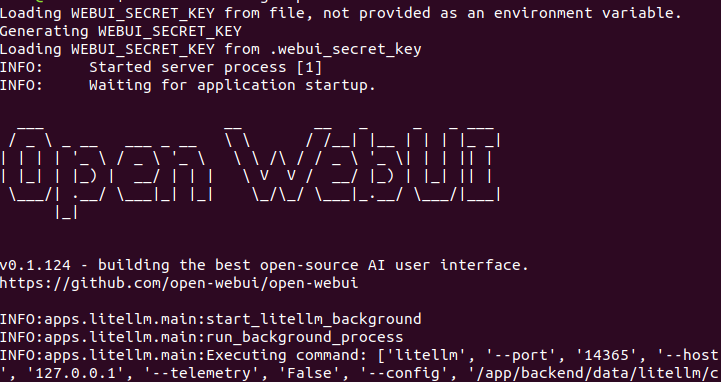 Loading WEBUI_SECRET_KEY from file, not provided as an environment variable.
Generating WEBUI_SECRET_KEY
Loading WEBUI_SECRET_KEY from .webui_secret_key
INFO:     Started server process [1]
INFO:     Waiting for application startup.
Open WebUI
v0.1.124 - building the best open-source AI user interface.
https://github.com/open-webui/open-webui
INFO:apps.litellm.main:start_litellm_background
INFO:apps.litellm.main:run_background_process
INFO:apps.litellm.main:Executing command: ['litellm', '--port', '14365', '--host
', '127.0.0.1', '--telemetry', 'False', '--config', '/app/backend/data/litellm/c